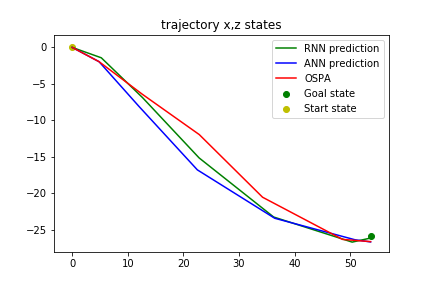 trajectory x,z states
RNN prediction
ANN prediction
OSPA
Goal state
Start state
0
−5
−10
−15
−20
−25
0 10 20 30 40 50